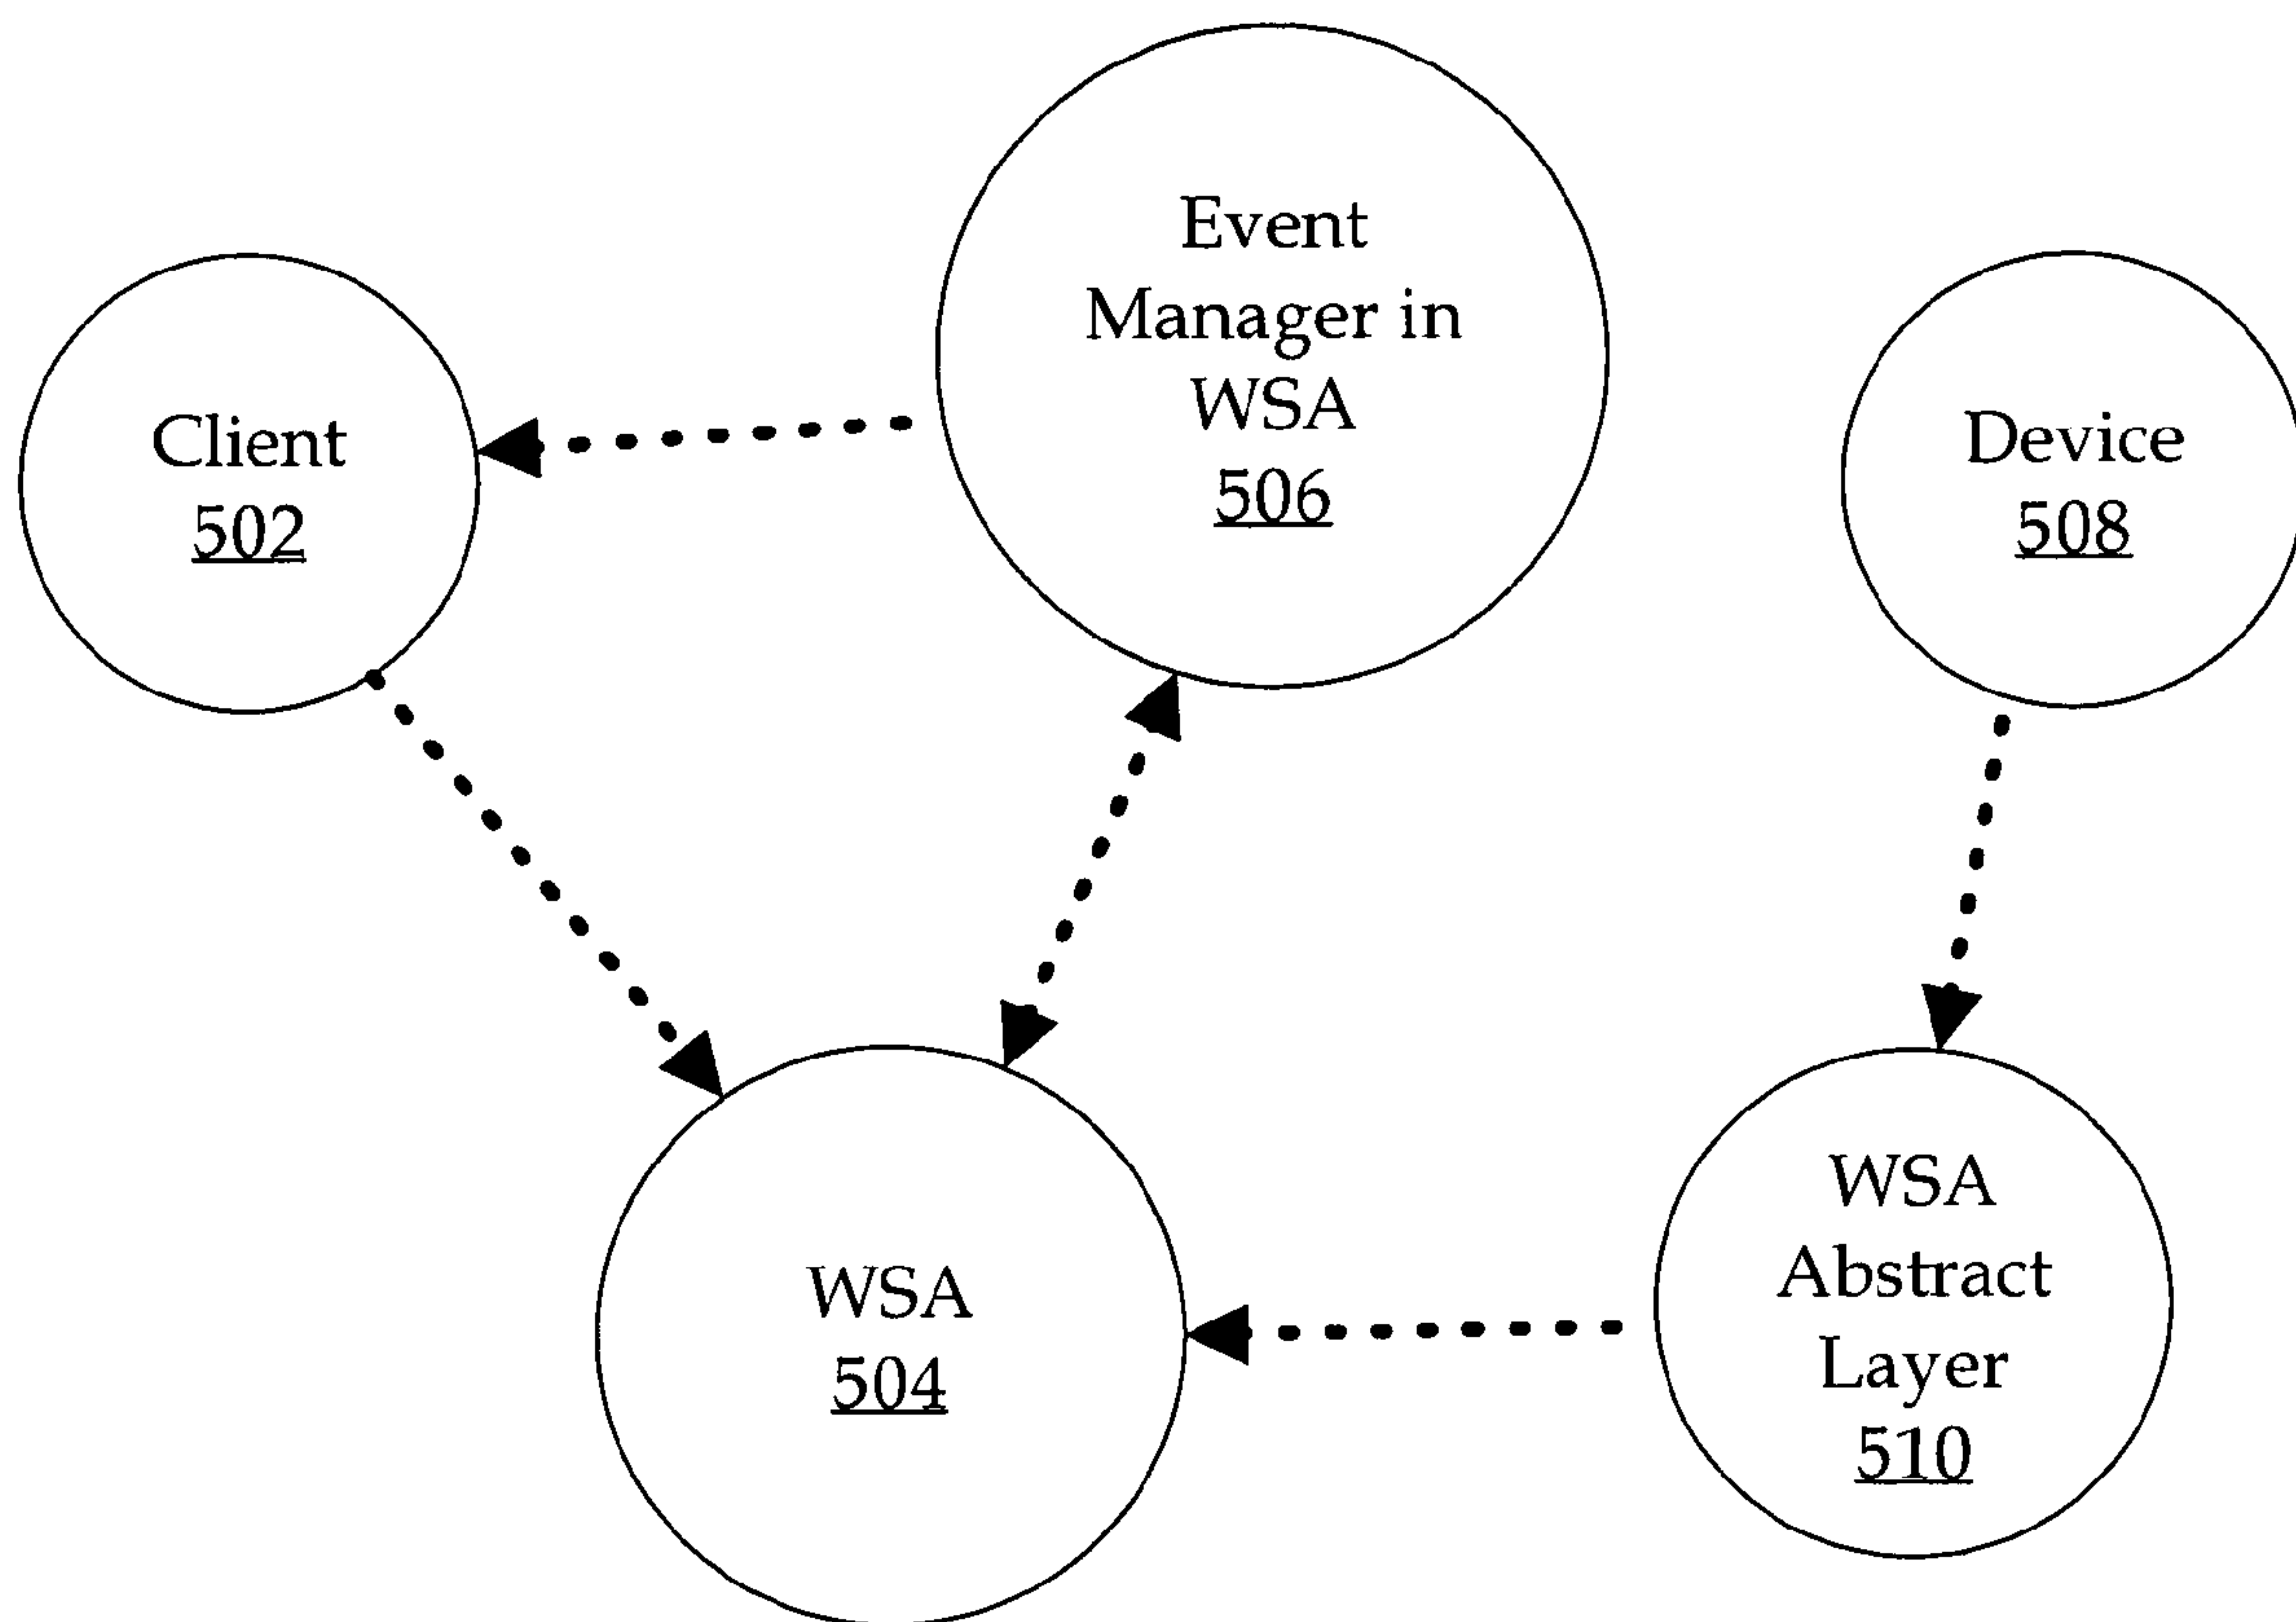 Client
502
Event
Manager in
WSA
506
Device
508
WSA
504
WSA
Abstract
Layer
510